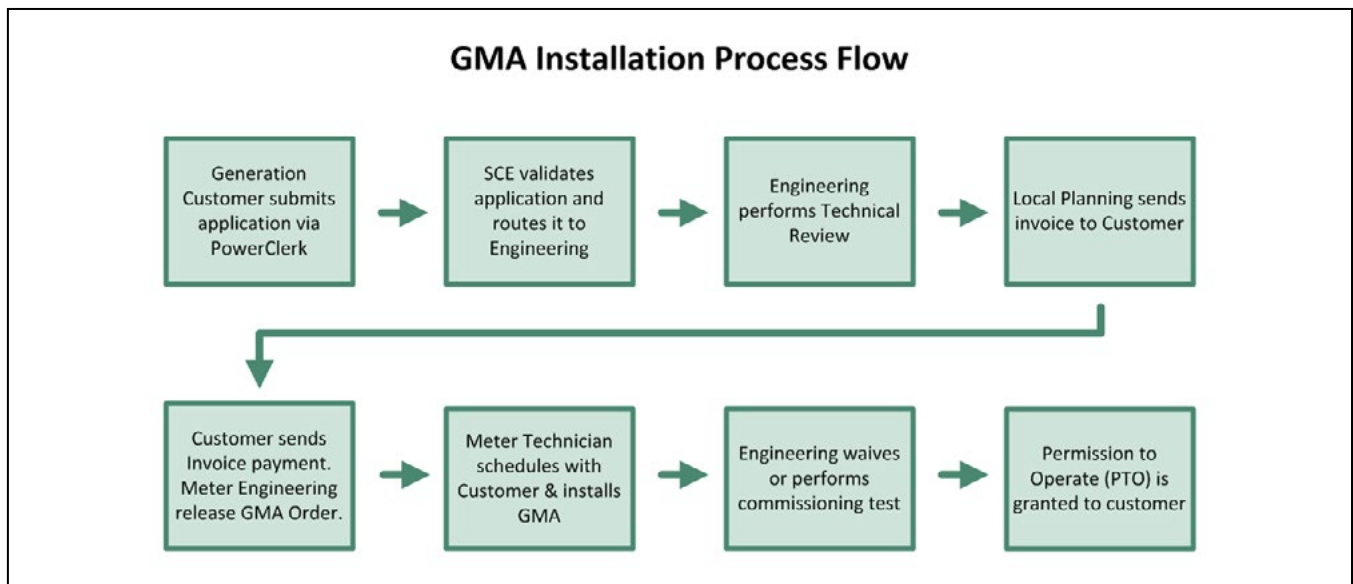 GMA Installation Process Flow
Generation
Customer submits
application via
PowerClerk
SCE validates
application and
routes it to
Engineering
Engineering
performs Technical
Review
Local Planning sends
invoice to Customer
Customer sends
Invoice payment.
Meter Engineering
release GMA Order.
Meter Technician
schedules with
Customer & installs
GMA
Engineering waives
or performs
commissioning test
Permission to
Operate (PTO) is
granted to customer